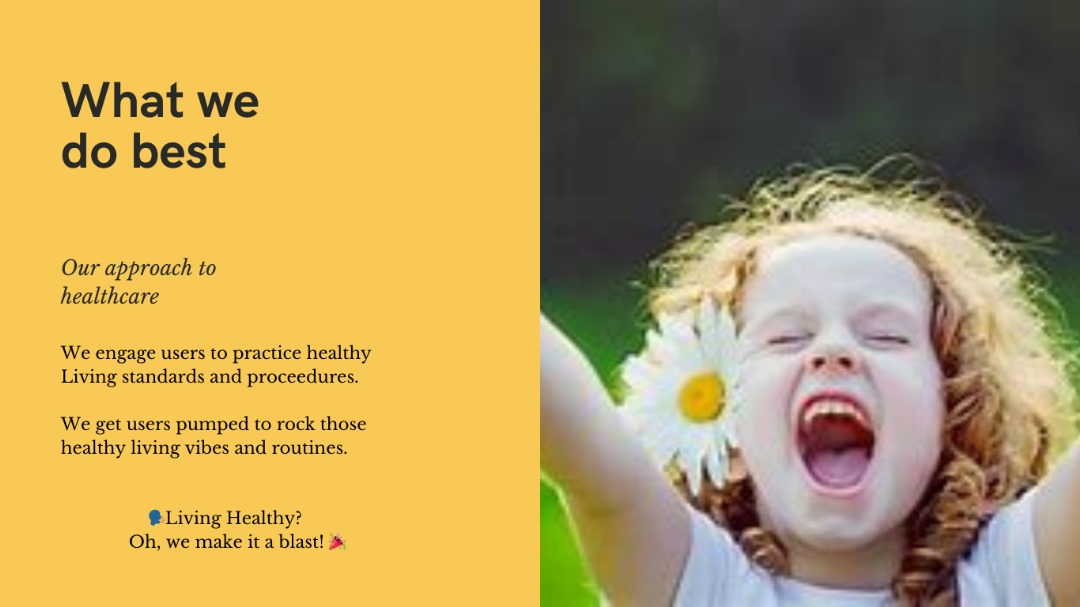 What we
do best
Our approach to
healthcare
We engage users to practice healthy
Living standards and proceedures.
We get users pumped to rock those
healthy living vibes and routines.
🗣Living Healthy?
Oh, we make it a blast! 🎉